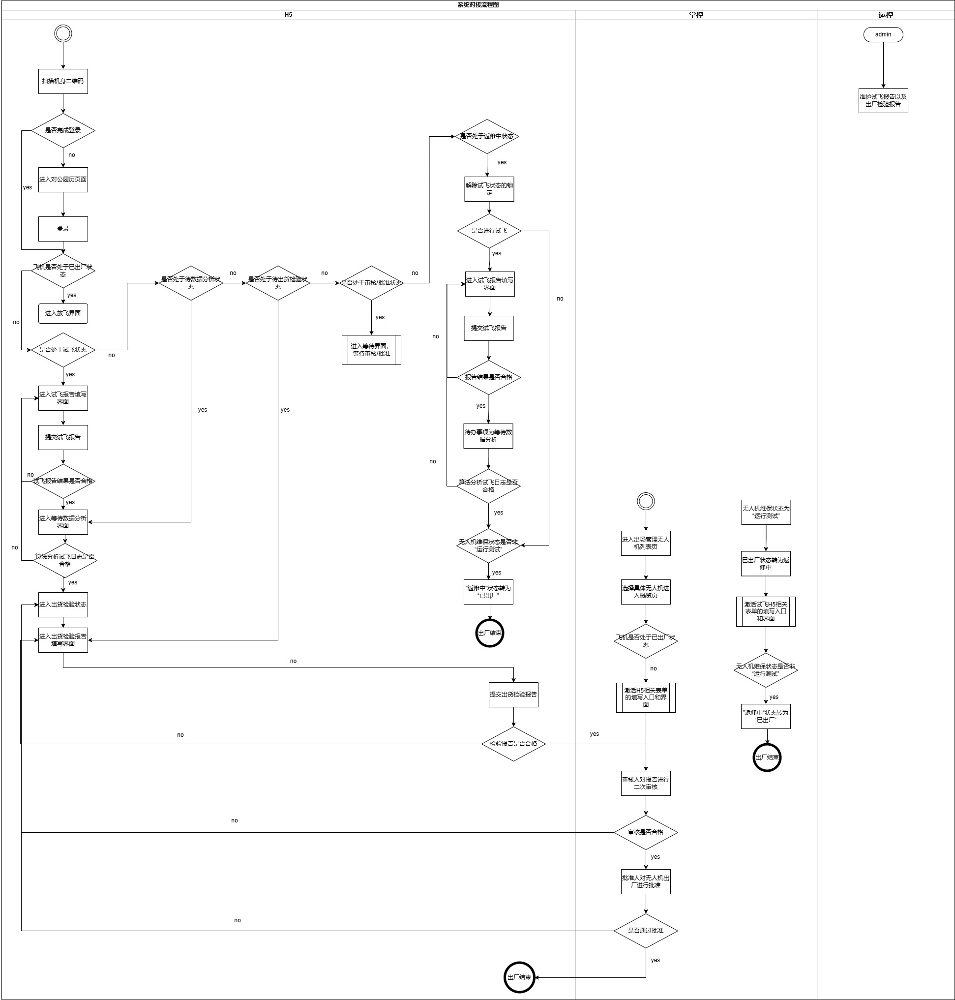 系统对接流程图
H5
掌控
运控
扫描机身二维码
是否完成登录
no
yes
进入对公履历页面
登录
飞机是否处于已出厂状
态
yes
进入放飞界面
no
是否处于试飞状态
no
yes
进入试飞报告填写
界面
提交试飞报告
no
试飞报告结果是否合格
yes
进入等待数据分析
界面
no
算法分析试飞日志是否
合格
yes
进入出货检验状态
进入出货检验报告
填写界面
是否处于待数据分析状
态
no
yes
是否处于待出货检验状
态
no
yes
是否处于审核/批准状态
no
yes
进入等待界面，
等待审核/批准
是否处于返修中状态
yes
解除试飞状态的锁
定
是否进行试飞
yes
no
进入试飞报告填写
界面
提交试飞报告
no
报告结果是否合格
yes
待办事项为等待数
据分析
no
算法分析试飞日志是否
合格
yes
无人机维保状态是否非
“运行测试”
yes
”返修中“状态转为
“已出厂”
出厂结束
no
提交出货检验报告
检验报告是否合格
no
yes
进入出场管理无人
机列表页
选择具体无人机进
入概览页
飞机是否处于已出厂状
态
no
激活H5相关表单
的填写入口和界
面
审核人对报告进行
二次审核
审核是否合格
no
yes
批准人对无人机出
厂进行批准
是否通过批准
no
yes
出厂结束
无人机维保状态为
“运行测试”
已出厂状态转为返
修中
激活试飞H5相关
表单的填写入口
和界面
无人机维保状态是否非
“运行测试”
yes
”返修中“状态转为
“已出厂”
出厂结束
admin
维护试飞报告以及
出厂检验报告